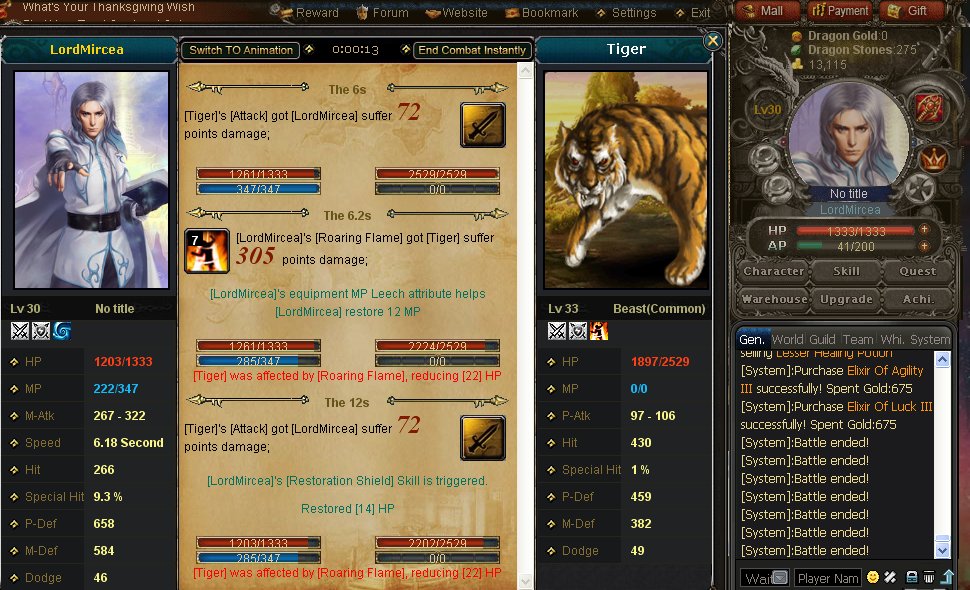 What's Your Thanksgiving Wish
Reward Forum Website Bookmark Settings Exit
Mall Payment Gift
LordMircea
Switch TO Animation 0:00:13 End Combat Instantly
Tiger
Dragon Gold:0
Dragon Stones:275
13,115
Lv30
No title
LordMircea
HP 1333/1333 +
AP 41/200 +
Character Skill Quest
Warehouse Upgrade Achi.
The 6s
[Tiger]'s [Attack] got [LordMircea] suffer 72
points damage;
1261/1333 2529/2529
347/347 0/0
The 6.2s
7
[LordMircea]'s [Roaring Flame] got [Tiger] suffer
305 points damage;
[LordMircea]'s equipment MP Leech attribute helps
[LordMircea] restore 12 MP
1261/1333 2224/2529
285/347 0/0
[Tiger] was affected by [Roaring Flame], reducing [22] HP
The 12s
[Tiger]'s [Attack] got [LordMircea] suffer 72
points damage;
[LordMircea]'s [Restoration Shield] Skill is triggered.
Restored [14] HP
1203/1333 2202/2529
285/347 0/0
[Tiger] was affected by [Roaring Flame], reducing [22] HP
Lv 30 No title
HP 1203/1333
MP 222/347
M-Atk 267 - 322
Speed 6.18 Second
Hit 266
Special Hit 9.3 %
P-Def 658
M-Def 584
Dodge 46
Lv 33 Beast(Common)
HP 1897/2529
MP 0/0
P-Atk 97 - 106
Hit 430
Special Hit 1 %
P-Def 459
M-Def 382
Dodge 49
Gen. World Guild Team Whi. System
selling Lesser Healing Potion
[System]:Purchase Elixir Of Agility
III successfully! Spent Gold:675
[System]:Purchase Elixir Of Luck III
successfully! Spent Gold:675
[System]:Battle ended!
[System]:Battle ended!
[System]:Battle ended!
[System]:Battle ended!
[System]:Battle ended!
[System]:Battle ended!
[System]:Battle ended!
Wait Player Nam